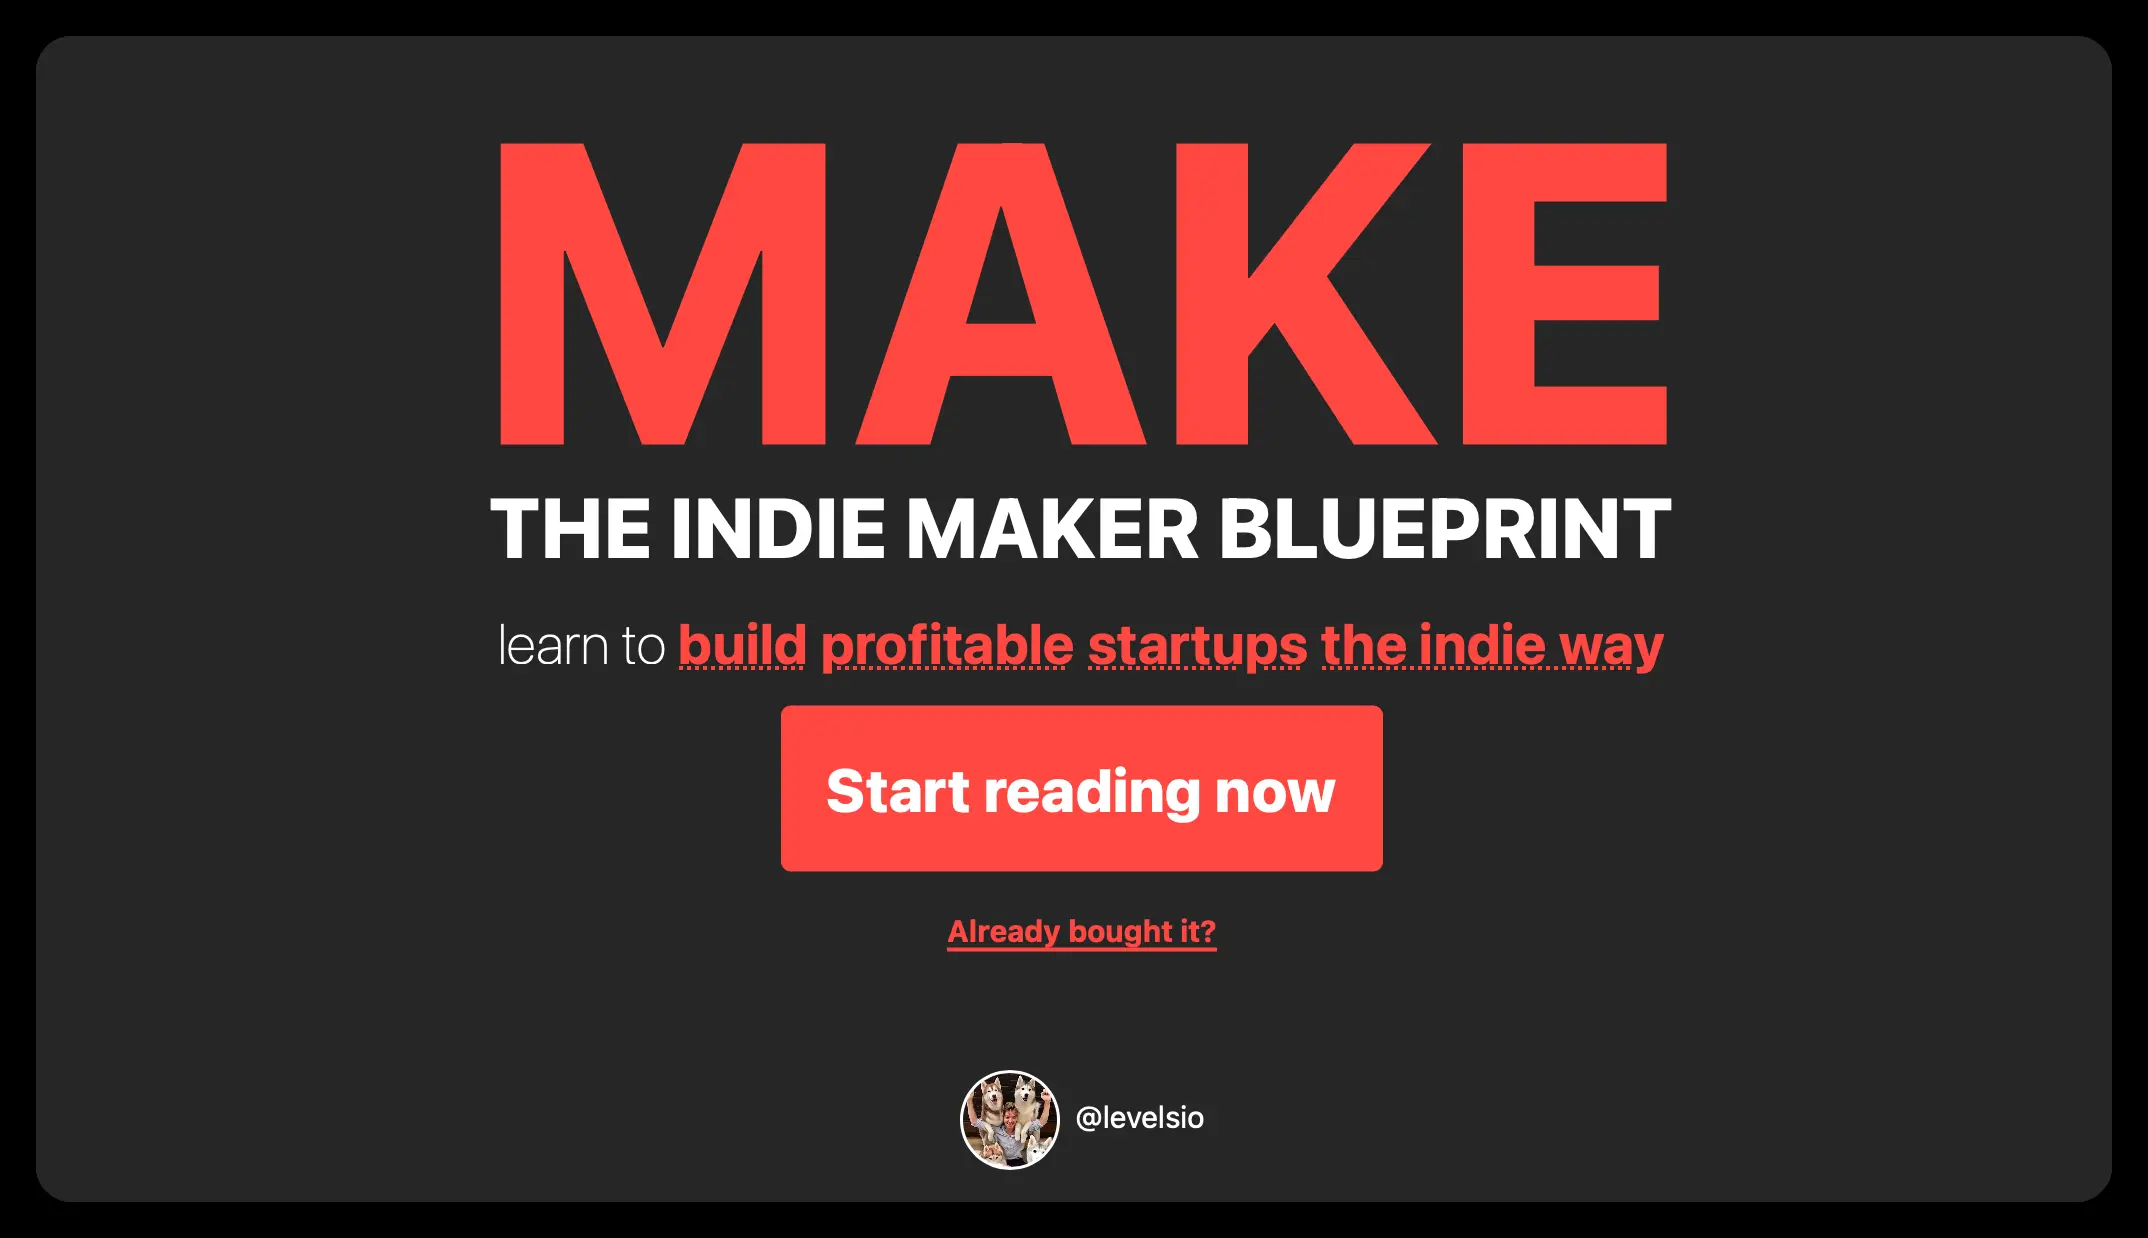 MAKE
THE INDIE MAKER BLUEPRINT
learn to build profitable startups the indie way
Start reading now
Already bought it?
@levelsio